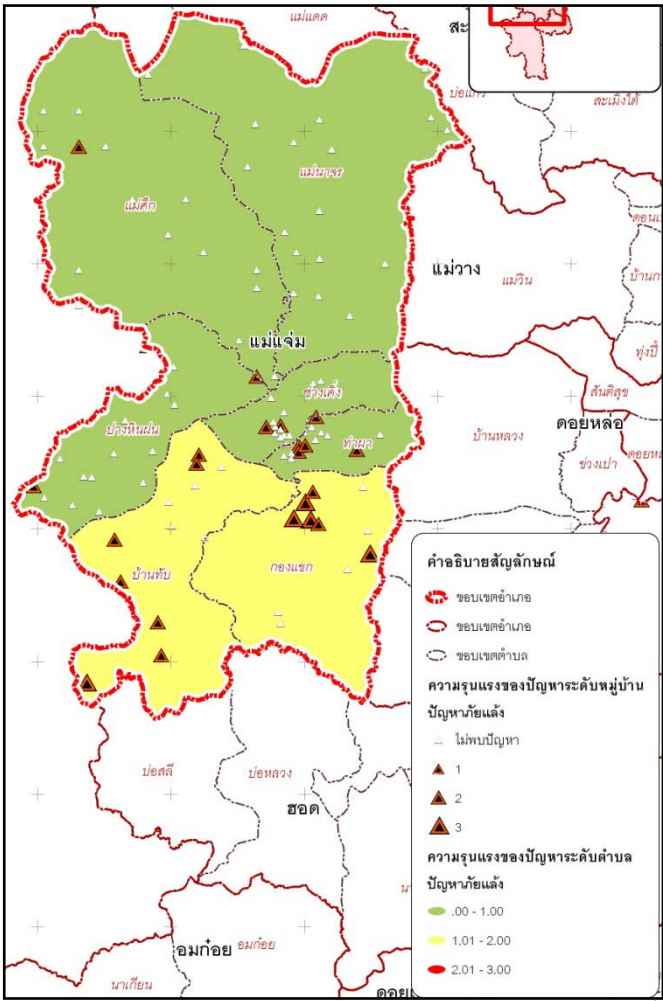 แม่แดด
สะ
บ่อแก้ว
สะเมิงใต้
แม่นาจร
แม่ศึก
แม่วาง
แม่วิน
บ้านก
ทุ่งปี้
แม่แจ่ม
ช่างเคิ่ง
สันติสุข
ปางหินฝน
ท่าผา
บ้านหลวง
ดอยหล่อ
ช่วงเปา
ดอยห
บ้านทับ
กองแขก
คำอธิบายสัญลักษณ์
ขอบเขตอำเภอ
ขอบเขตอำเภอ
ขอบเขตตำบล
ความรุนแรงของปัญหาระดับหมู่บ้าน
ปัญหาภัยแล้ง
ไม่พบปัญหา
1
2
3
ความรุนแรงของปัญหาระดับตำบล
ปัญหาภัยแล้ง
.00 - 1.00
1.01 - 2.00
2.01 - 3.00
บ่อสลี
บ่อหลวง
ฮอด
นา
อมก๋อย
อมก๋อย
นาเกียน
ดอย